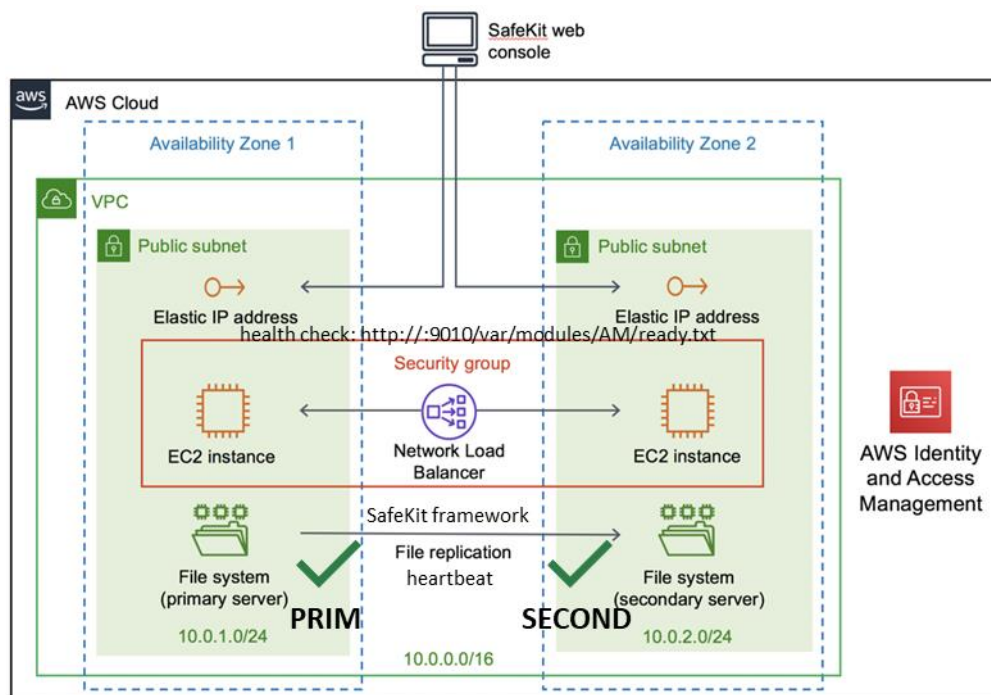 SafeKit web
console
aws
AWS Cloud
Availability Zone 1
Availability Zone 2
VPC
Public subnet
Public subnet
Elastic IP address
Elastic IP address
health check: http://:9010/var/modules/AM/ready.txt
Security group
EC2 instance
Network Load
Balancer
EC2 instance
AWS Identity
and Access
Management
SafeKit framework
File replication
heartbeat
File system
(primary server)
File system
(secondary server)
PRIM
SECOND
10.0.1.0/24
10.0.2.0/24
10.0.0.0/16